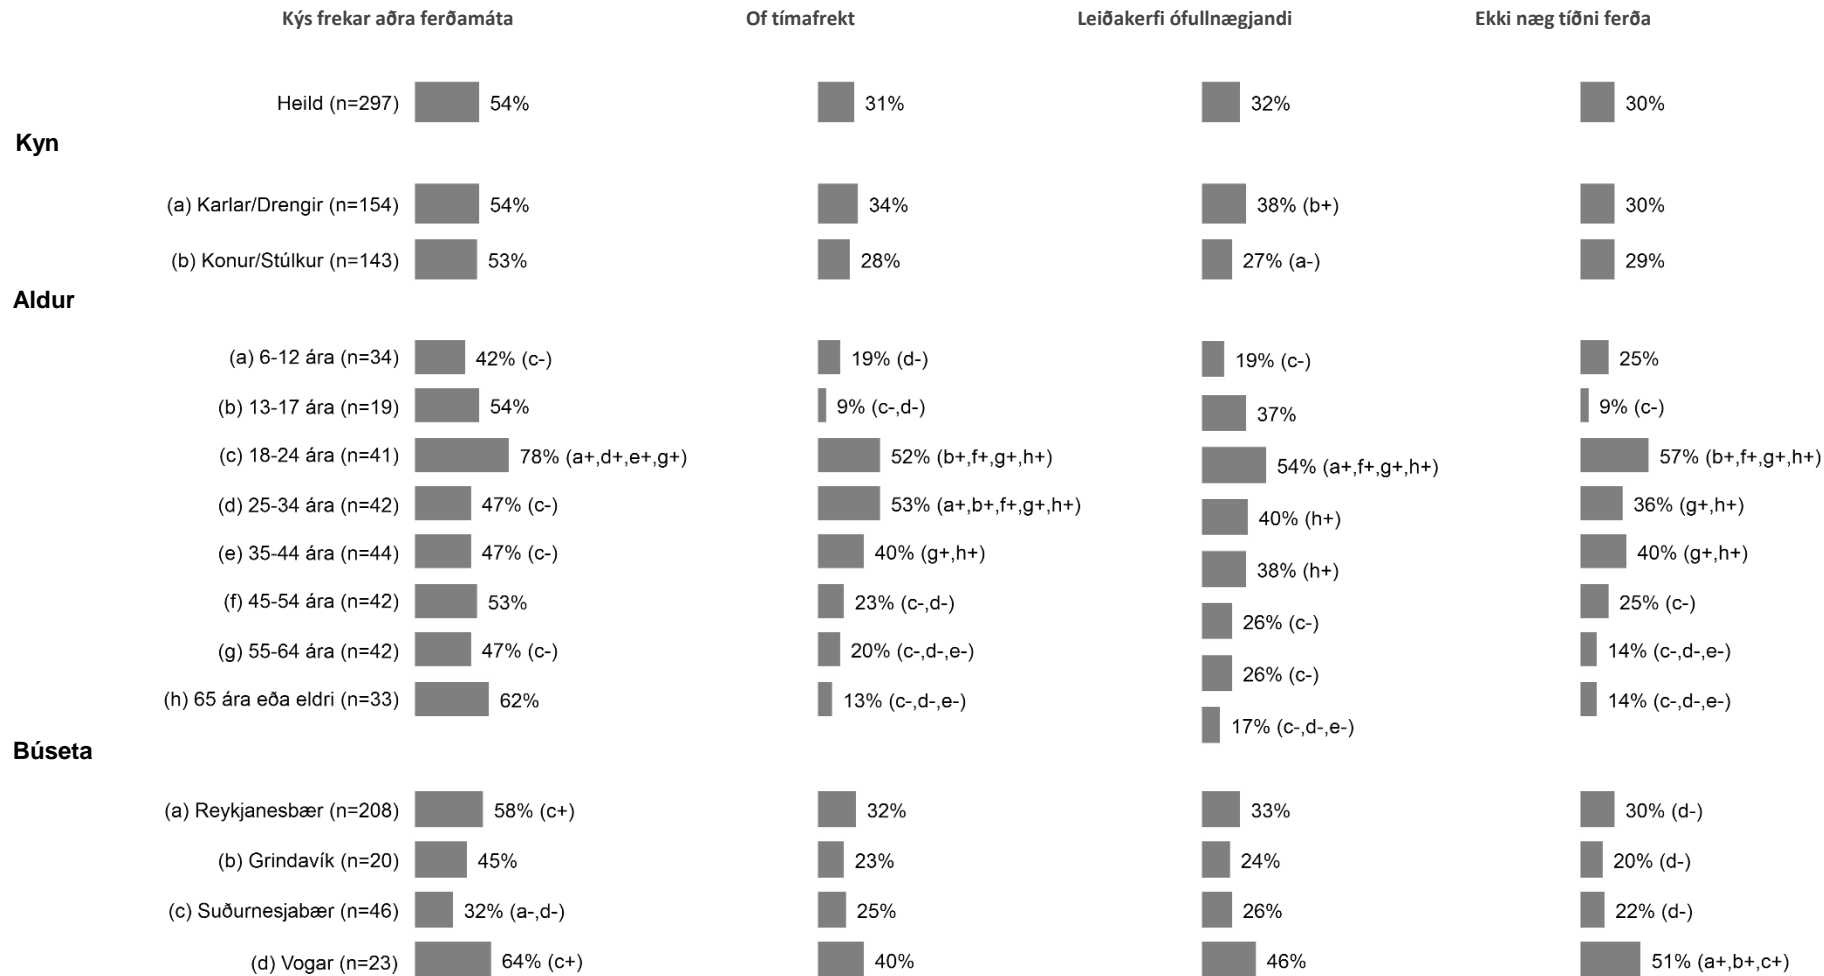 Kýs frekar aðra ferðamáta Of tímafrekt Leiðakerfi ófullnægjandi Ekki næg tíðni ferða
Heild (n=297) 54% 31% 32% 30%
Kyn
(a) Karlar/Drengir (n=154) 54% 34% 38% (b+) 30%
(b) Konur/Stúlkur (n=143) 53% 28% 27% (a-) 29%
Aldur
(a) 6-12 ára (n=34) 42% (c-) 19% (d-) 19% (c-) 25%
(b) 13-17 ára (n=19) 54% 9% (c-,d-) 37% 9% (c-)
(c) 18-24 ára (n=41) 78% (a+,d+,e+,g+) 52% (b+,f+,g+,h+) 54% (a+,f+,g+,h+) 57% (b+,f+,g+,h+)
(d) 25-34 ára (n=42) 47% (c-) 53% (a+,b+,f+,g+,h+) 40% (h+) 36% (g+,h+)
(e) 35-44 ára (n=44) 47% (c-) 40% (g+,h+) 38% (h+) 40% (g+,h+)
(f) 45-54 ára (n=42) 53% 23% (c-,d-) 26% (c-) 25% (c-)
(g) 55-64 ára (n=42) 47% (c-) 20% (c-,d-,e-) 26% (c-) 14% (c-,d-,e-)
(h) 65 ára eða eldri (n=33) 62% 13% (c-,d-,e-) 17% (c-,d-,e-) 14% (c-,d-,e-)
Búseta
(a) Reykjanesbær (n=208) 58% (c+) 32% 33% 30% (d-)
(b) Grindavík (n=20) 45% 23% 24% 20% (d-)
(c) Suðurnesjabær (n=46) 32% (a-,d-) 25% 26% 22% (d-)
(d) Vogar (n=23) 64% (c+) 40% 46% 51% (a+,b+,c+)